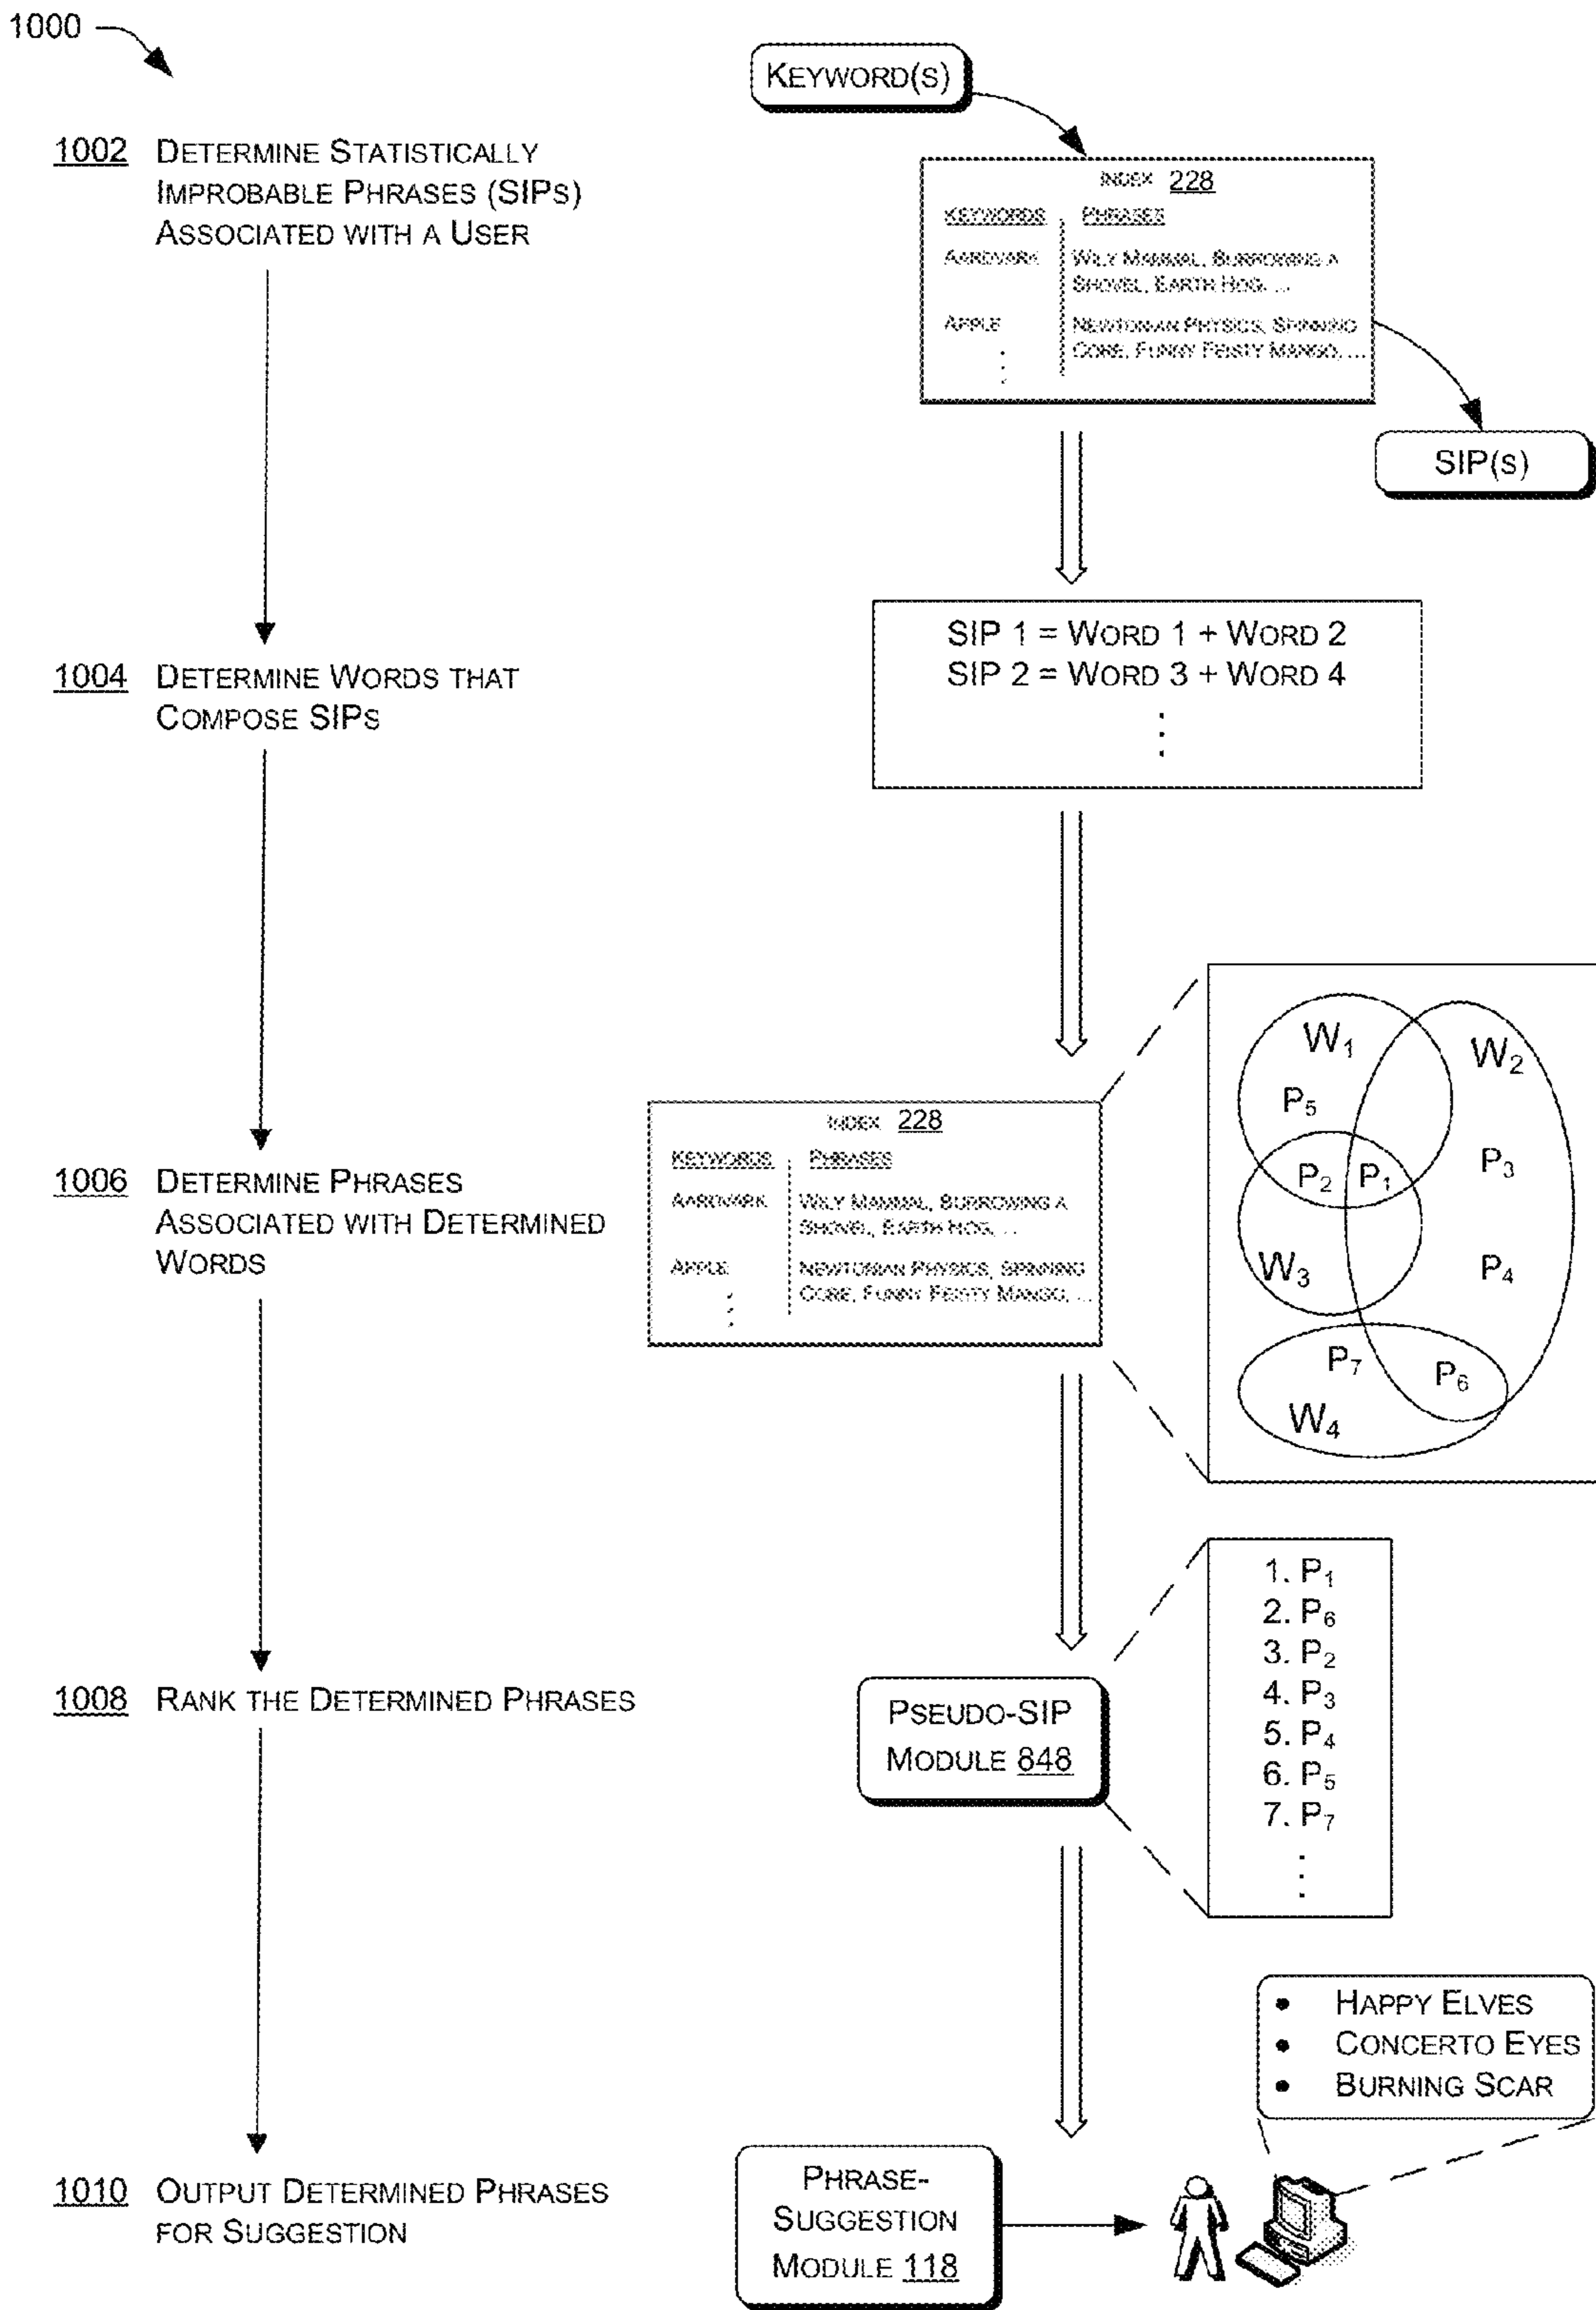 1000
KEYWORD(S)
1002 DETERMINE STATISTICALLY
IMPROBABLE PHRASES (SIPS)
ASSOCIATED WITH A USER
INDEX 228
KEYWORDS PHRASES
AARDVARK WILY MAMMAL, BURROWING A
SHOVEL, EARTH HOG, ...
APPLE NEWTONIAN PHYSICS, SPINNING
CORE, FUNNY FEISTY MANGO, ...
SIP(S)
1004 DETERMINE WORDS THAT
COMPOSE SIPS
SIP 1 = WORD 1 + WORD 2
SIP 2 = WORD 3 + WORD 4
1006 DETERMINE PHRASES
ASSOCIATED WITH DETERMINED
WORDS
INDEX 228
KEYWORDS PHRASES
AARDVARK WILY MAMMAL, BURROWING A
SHOVEL, EARTH HOG, ...
APPLE NEWTONIAN PHYSICS, SPINNING
CORE, FUNNY FEISTY MANGO, ...
W1
W2
P5
P2 P1
P3
W3
P4
P7
P6
W4
1008 RANK THE DETERMINED PHRASES
PSEUDO-SIP
MODULE 848
1. P1
2. P6
3. P2
4. P3
5. P4
6. P5
7. P7
1010 OUTPUT DETERMINED PHRASES
FOR SUGGESTION
PHRASE-
SUGGESTION
MODULE 118
• HAPPY ELVES
• CONCERTO EYES
• BURNING SCAR